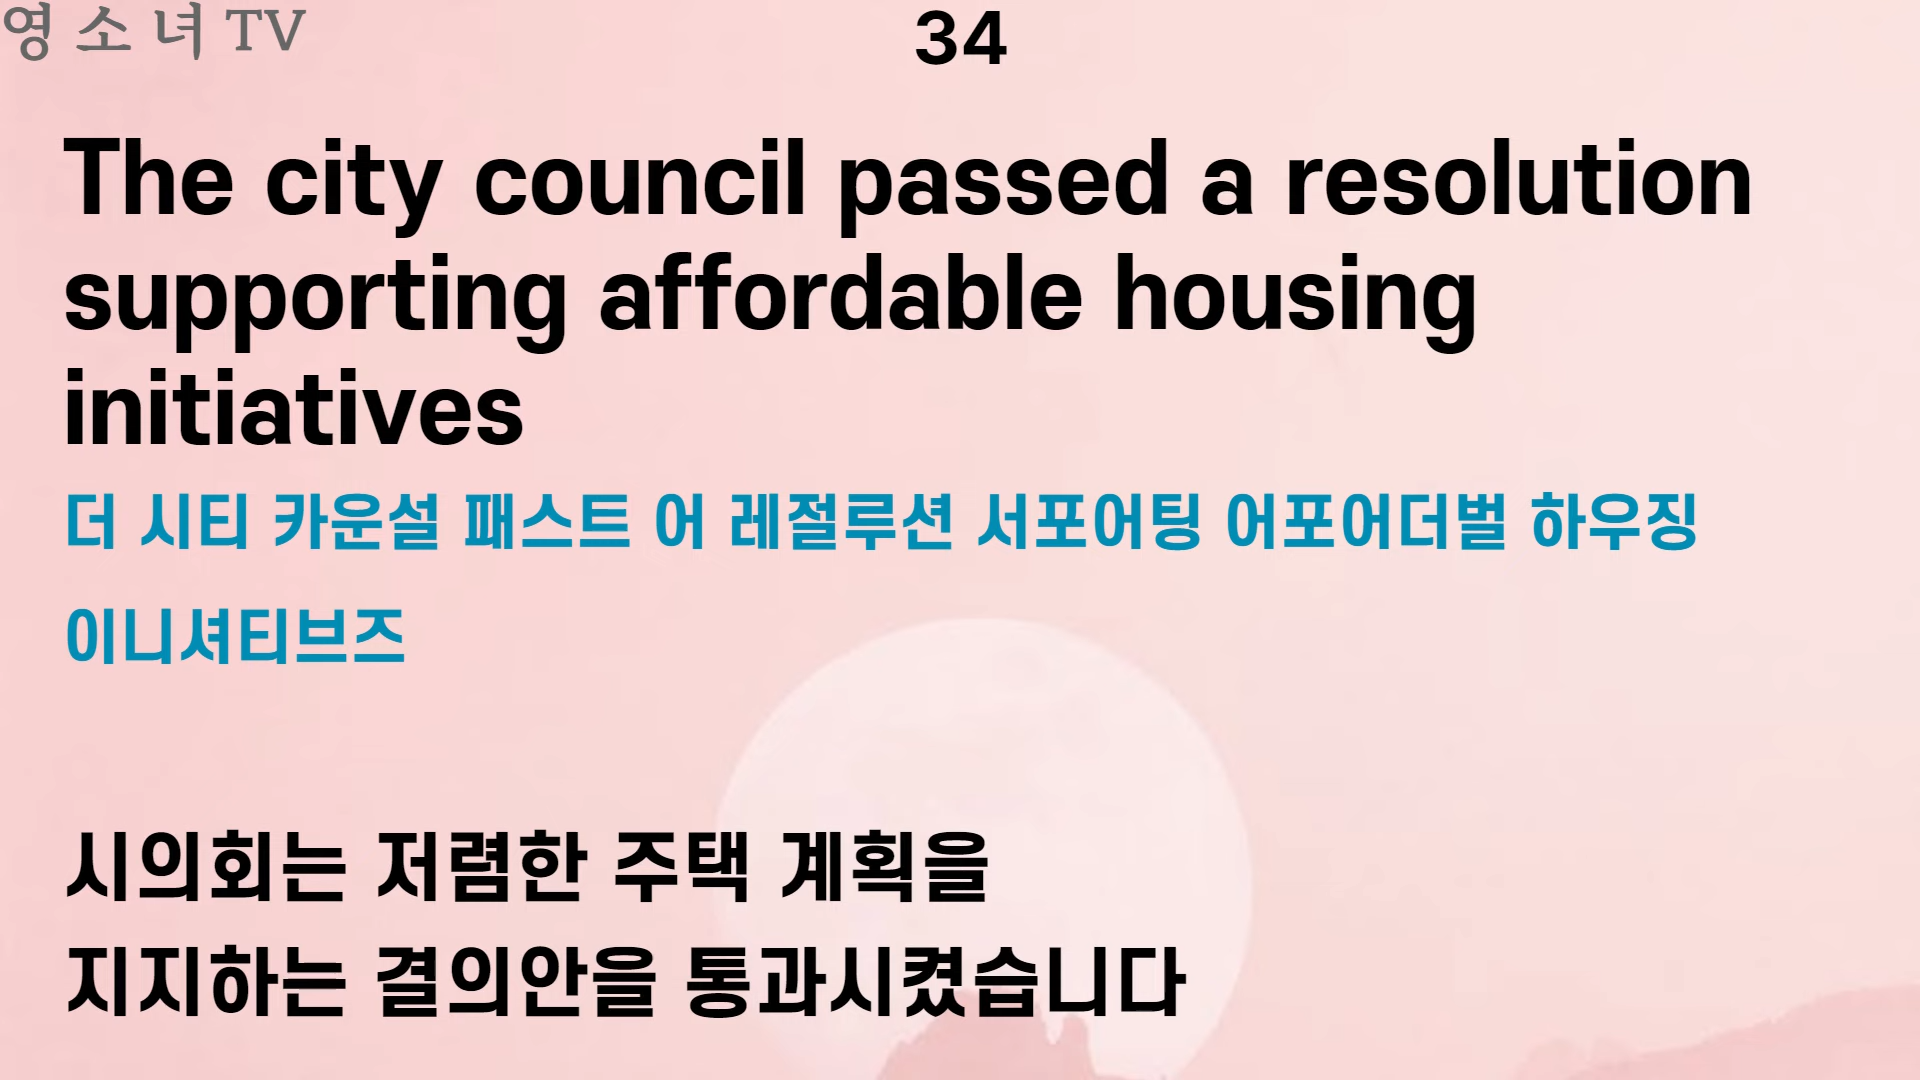 영소녀TV
34
The city council passed a resolution
supporting affordable housing
initiatives
더 시티 카운설 패스트 어 레절루션 서포어팅 어포어더벌 하우징
이니셔티브즈
시의회는 저렴한 주택 계획을
지지하는 결의안을 통과시켰습니다